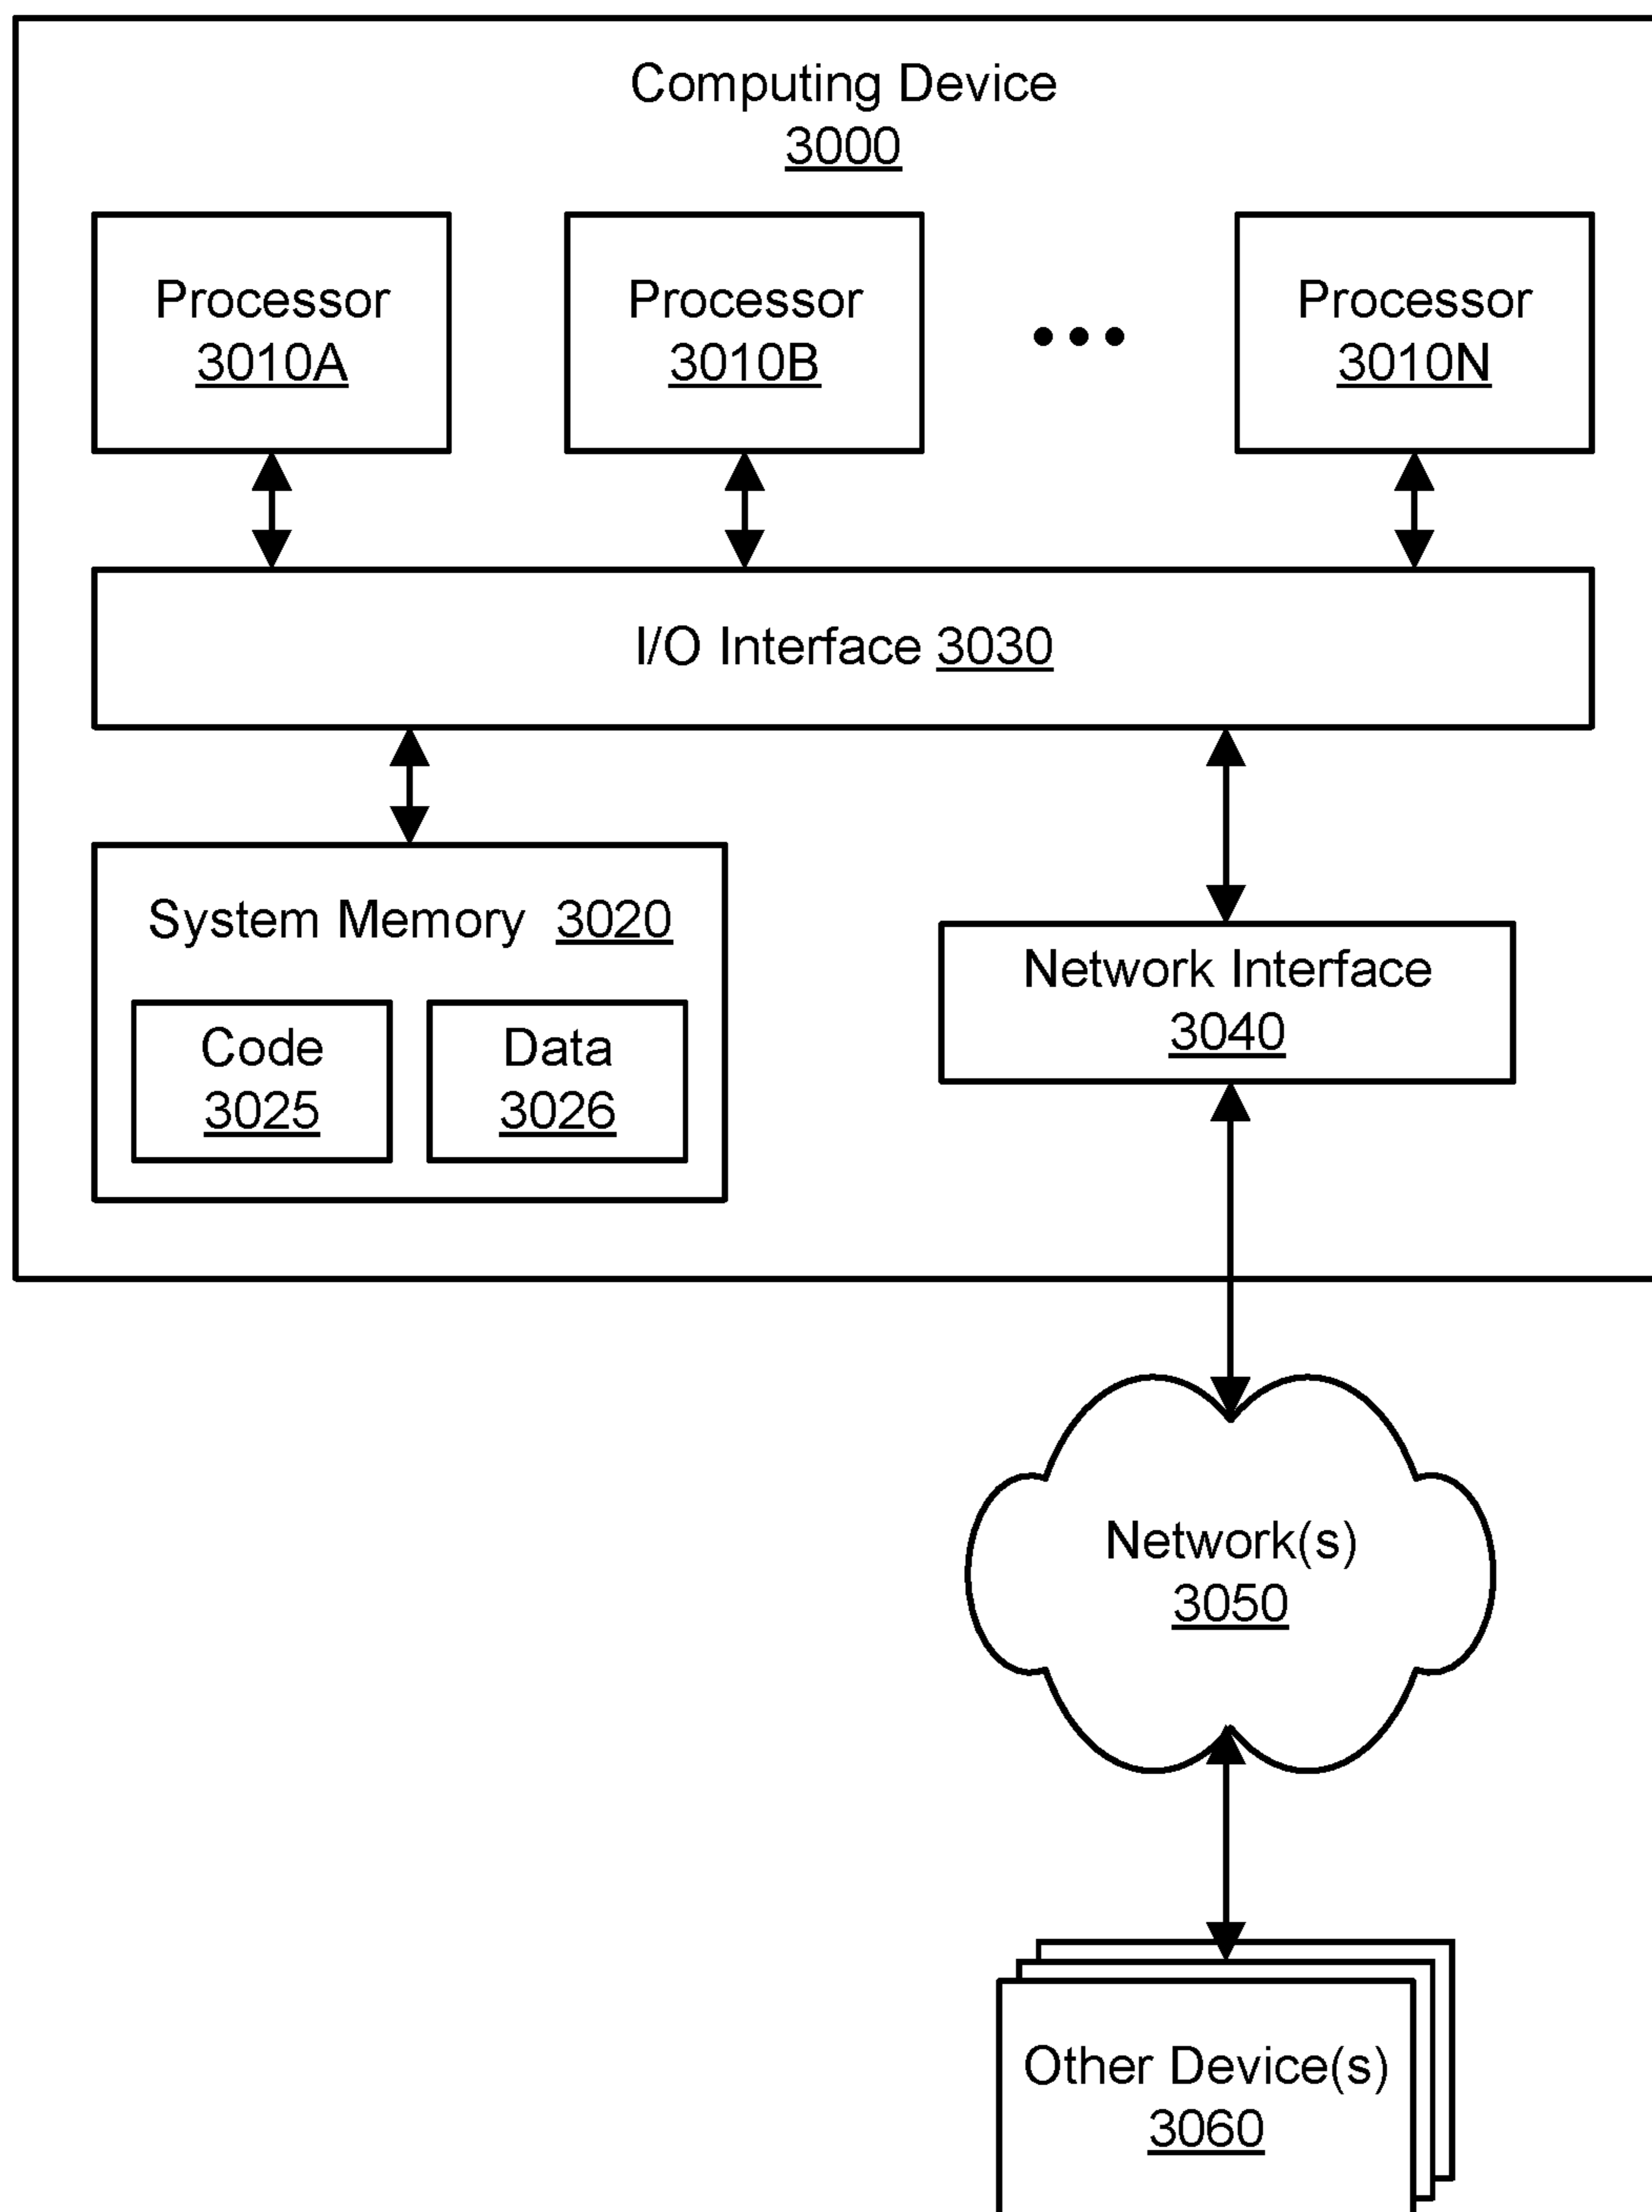 Computing Device
3000
Processor
3010A
Processor
3010B
Processor
3010N
I/O Interface 3030
System Memory 3020
Code
3025
Data
3026
Network Interface
3040
Network(s)
3050
Other Device(s)
3060